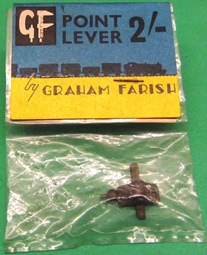 GF POINT
LEVER 2/-
by GRAHAM FARISH